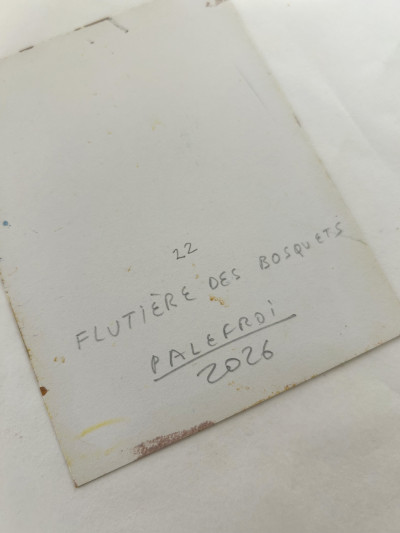 22
FLUTIÈRE DES BOSQUETS
PALEFROI
2026